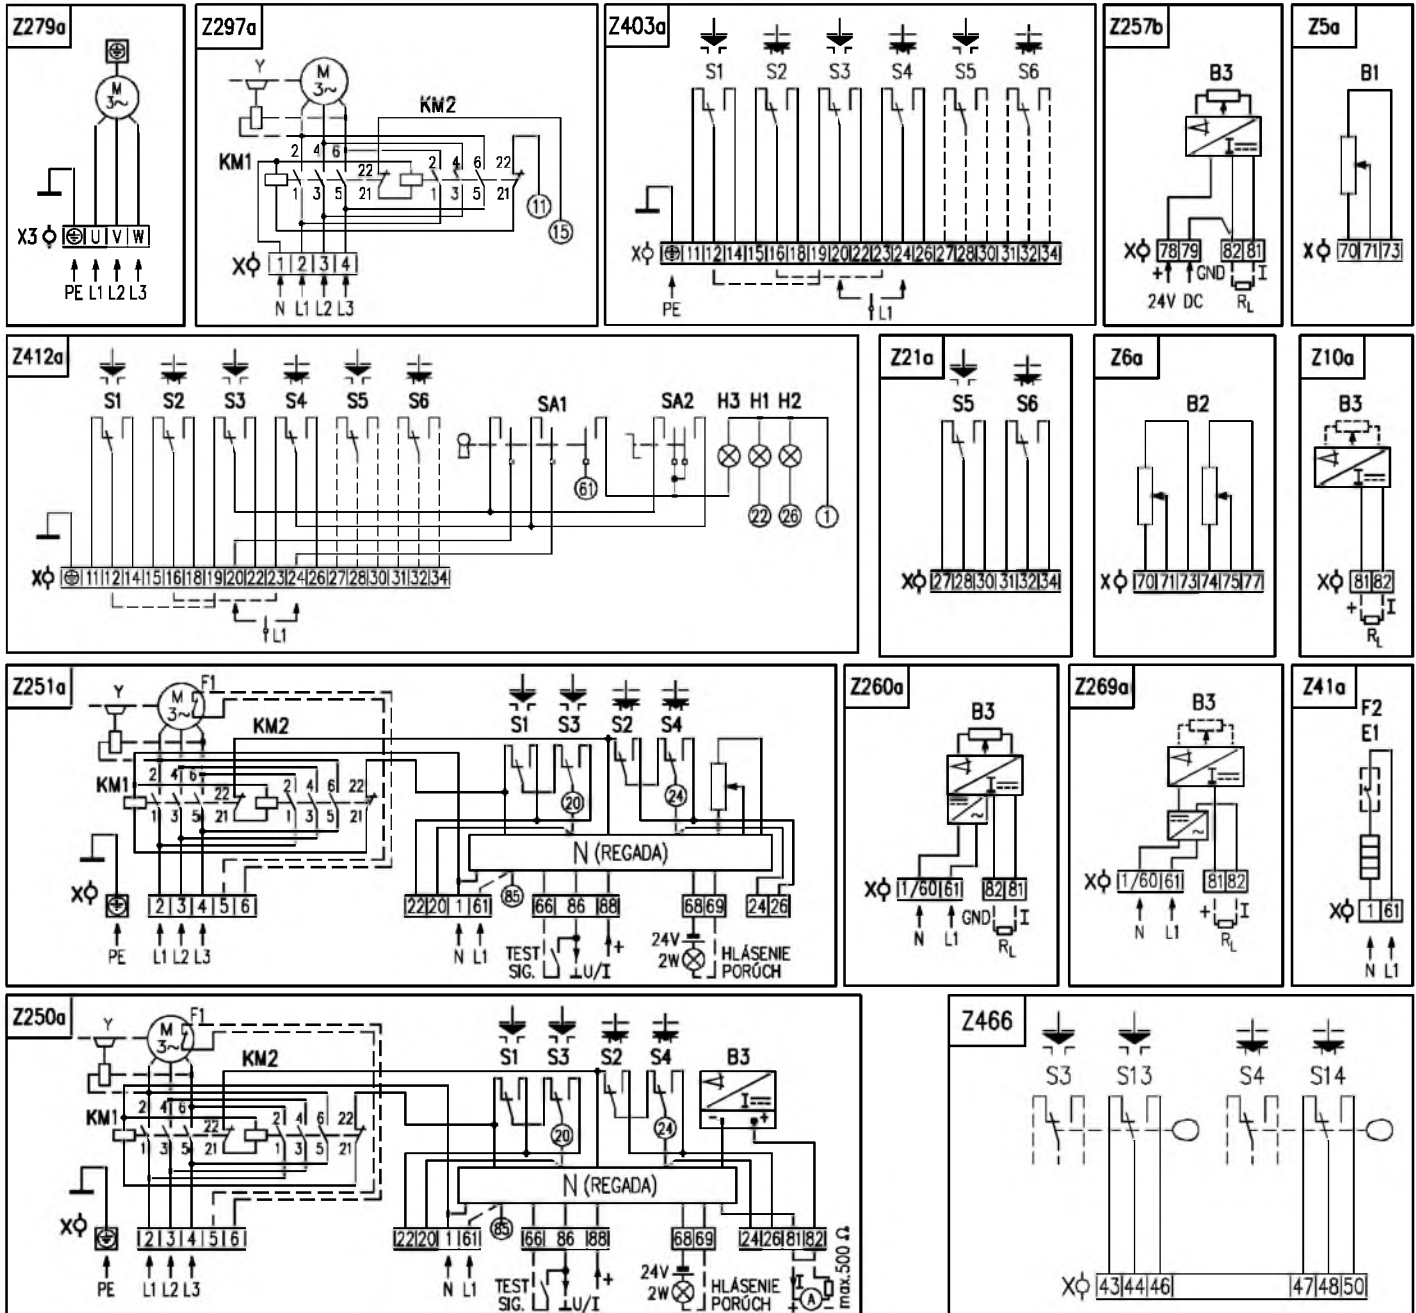 Z279a
M
3~
X3 ⏚ U V W
PE L1 L2 L3
Z297a
Y M
3~
KM2
KM1
2 4 6 22 2 4 6 22
1 3 5 21 1 3 5 21
11
15
X 1 2 3 4
N L1 L2 L3
Z403a
S1 S2 S3 S4 S5 S6
X 11 12 14 15 16 18 19 20 22 23 24 26 27 28 30 31 32 34
PE L1
Z257b
B3
I
X 78 79 82 81
+ GND I
24V DC RL
Z5a
B1
X 70 71 73
Z412a
S1 S2 S3 S4 S5 S6 SA1 SA2 H3 H1 H2
61 22 26 1
X 11 12 14 15 16 18 19 20 22 23 24 26 27 28 30 31 32 34
L1
Z21a
S5 S6
X 27 28 30 31 32 34
Z6a
B2
X 70 71 73 74 75 77
Z10a
B3
I
X 81 82
+ I
RL
Z251a
Y M F1
3~
KM2
S1 S3 S2 S4
KM1
2 4 6 22 2 4 6 22
1 3 5 21 1 3 5 21
20 24
N (REGADA)
85
X 2 3 4 5 6 22 20 1 61 66 86 88 68 69 24 26
PE L1 L2 L3 N L1
TEST
SIG.
⊥U/I +
24V
2W
HLÁSENIE
PORÚCH
Z260a
B3
I
~
X 1/60 61 82 81
N L1 GND I
RL
Z269a
B3
I
~
X 1/60 61 81 82
N L1 + I
RL
Z41a
F2
E1
X 1 61
N L1
Z250a
Y M F1
3~
KM2
S1 S3 S2 S4 B3
KM1
2 4 6 22 2 4 6 22
1 3 5 21 1 3 5 21
20 24
I
- +
N (REGADA)
85
X 2 3 4 5 6 22 20 1 61 66 86 88 68 69 24 26 81 82
PE L1 L2 L3 N L1
TEST
SIG.
⊥U/I +
24V
2W
HLÁSENIE
PORÚCH
I
+ A -
max.500 Ω
Z466
S3 S13 S4 S14
X 43 44 46 47 48 50